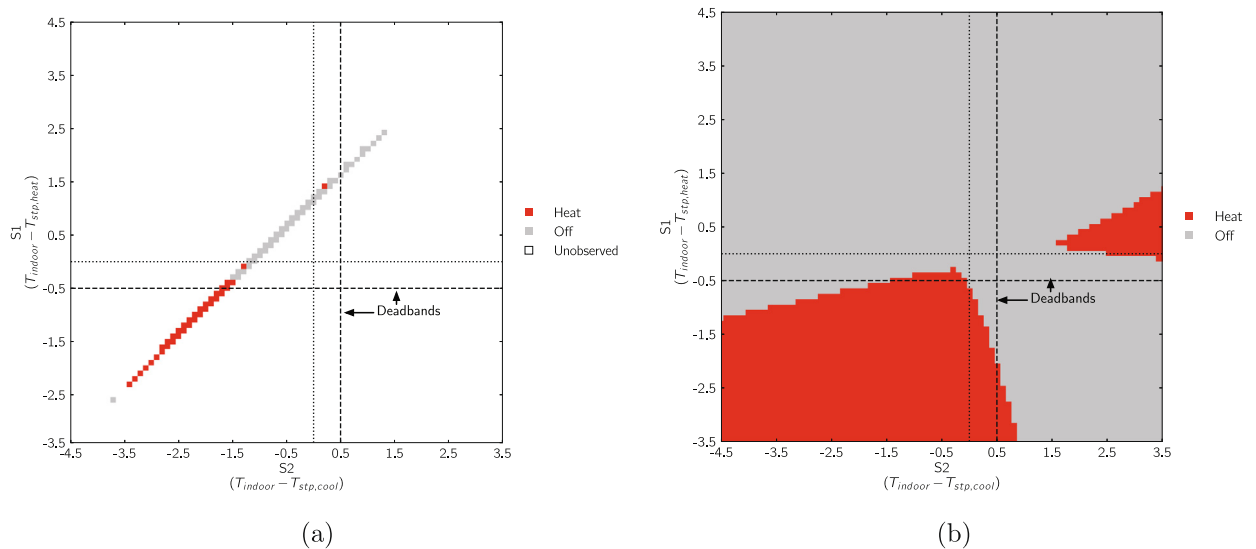 4.5
3.5
2.5
1.5
0.5
-0.5
-1.5
-2.5
-3.5
S1
(T_indoor − T_stp,heat)
-4.5 -3.5 -2.5 -1.5 -0.5 0.5 1.5 2.5 3.5
S2
(T_indoor − T_stp,cool)
Deadbands
Heat
Off
Unobserved
(a)
4.5
3.5
2.5
1.5
0.5
-0.5
-1.5
-2.5
-3.5
S1
(T_indoor − T_stp,heat)
-4.5 -3.5 -2.5 -1.5 -0.5 0.5 1.5 2.5 3.5
S2
(T_indoor − T_stp,cool)
Deadbands
Heat
Off
(b)